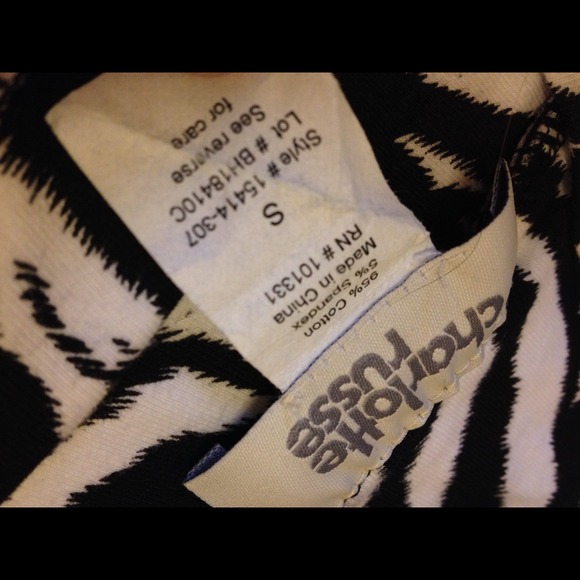 charlotte
russe
95% Cotton
5% Spandex
Made in China
RN # 101331
S
Style # 15414-307
Lot # BH18410C
See reverse
for care